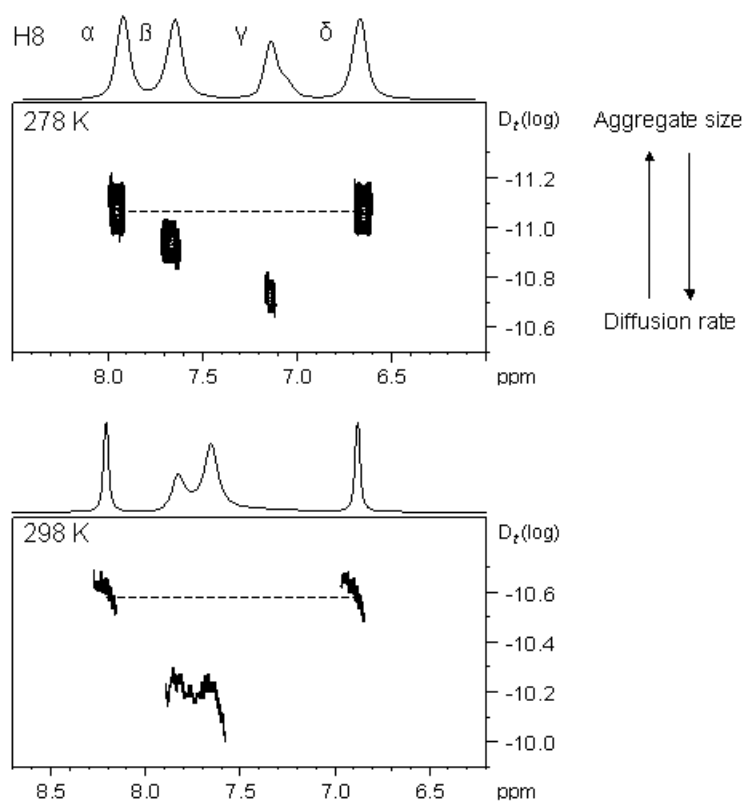 H8 α ß γ δ
278 K
D_t(log) Aggregate size
-11.2
-11.0
-10.8
-10.6
Diffusion rate
8.0 7.5 7.0 6.5 ppm
298 K
D_t(log)
-10.6
-10.4
-10.2
-10.0
8.5 8.0 7.5 7.0 6.5 ppm